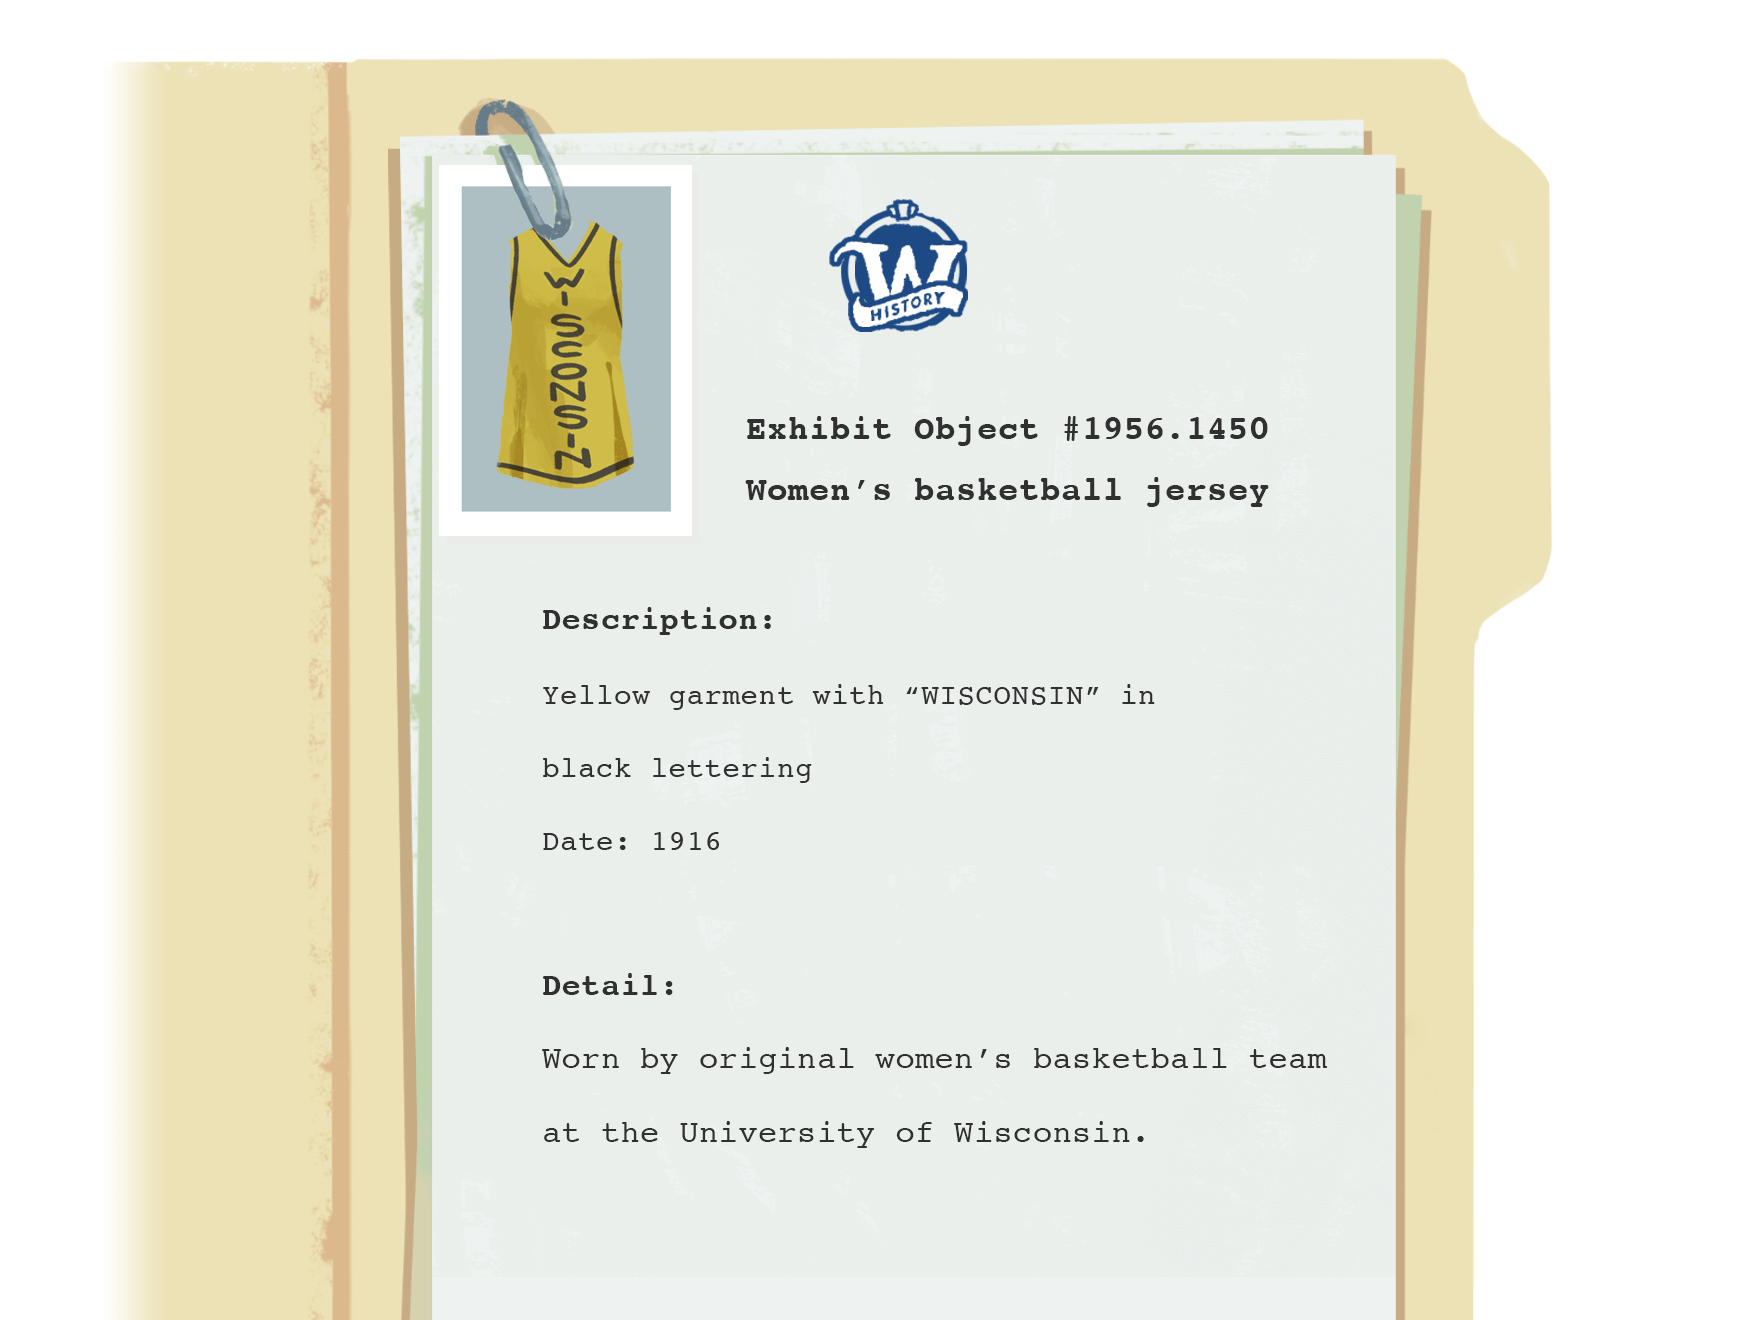 WISCONSIN
W
HISTORY
Exhibit Object #1956.1450
Women’s basketball jersey
Description:
Yellow garment with “WISCONSIN” in
black lettering
Date: 1916
Detail:
Worn by original women’s basketball team
at the University of Wisconsin.